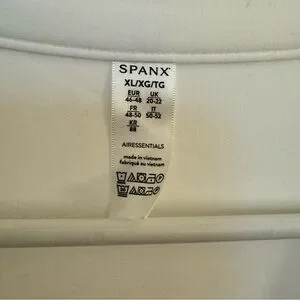 SPANX
XL/XG/TG
EUR UK
46-48 20-22
FR IT
48-50 50-52
KR
88
AIRESSENTIALS
made in vietnam
fabriqué au vietnam